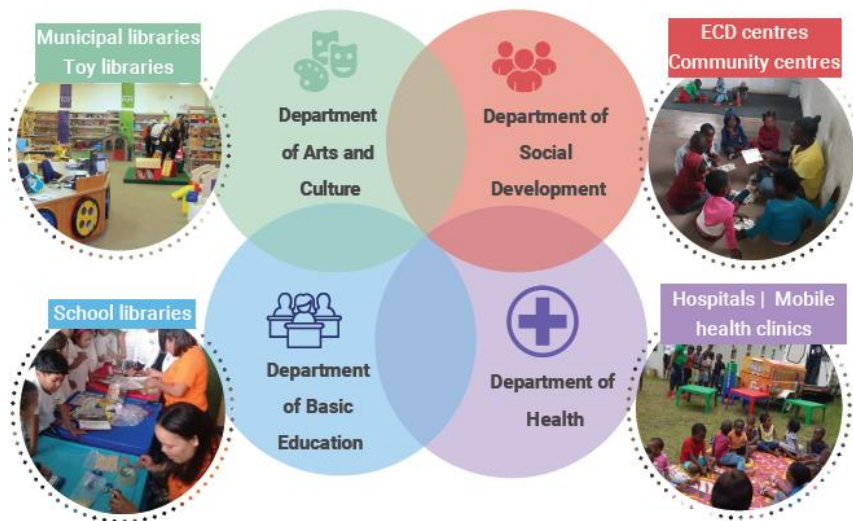 Municipal libraries
Toy libraries
Department
of Arts and
Culture
Department of
Social
Development
ECD centres
Community centres
School libraries
Department
of Basic
Education
Department of
Health
Hospitals | Mobile
health clinics